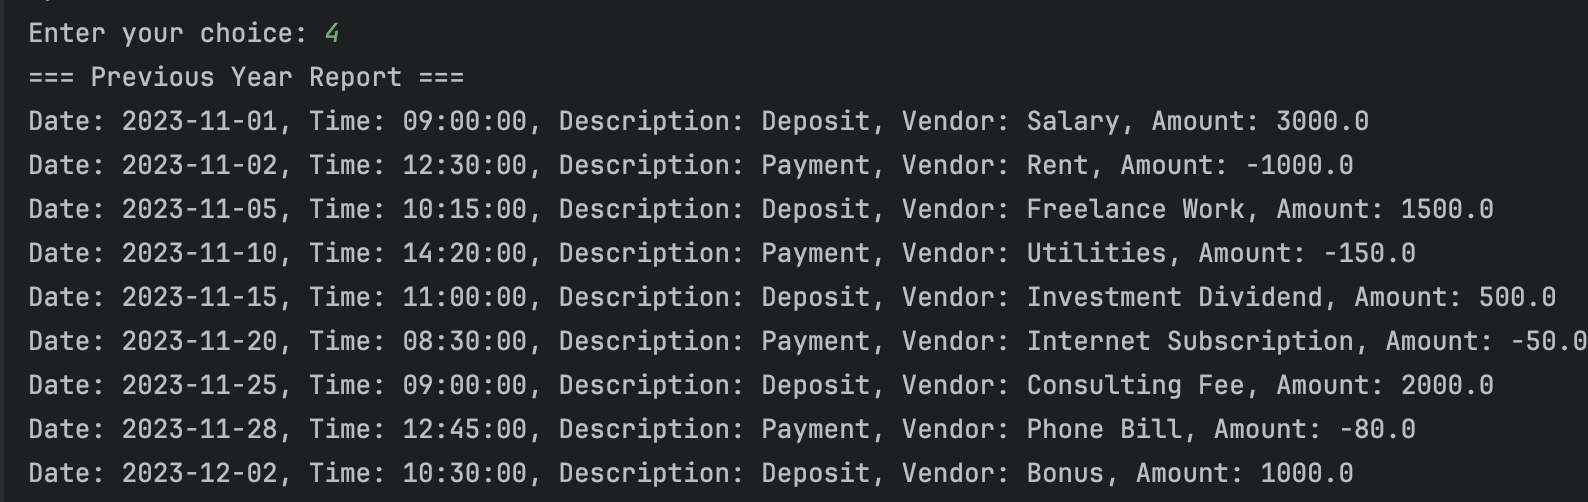 Enter your choice: 4
=== Previous Year Report ===
Date: 2023-11-01, Time: 09:00:00, Description: Deposit, Vendor: Salary, Amount: 3000.0
Date: 2023-11-02, Time: 12:30:00, Description: Payment, Vendor: Rent, Amount: -1000.0
Date: 2023-11-05, Time: 10:15:00, Description: Deposit, Vendor: Freelance Work, Amount: 1500.0
Date: 2023-11-10, Time: 14:20:00, Description: Payment, Vendor: Utilities, Amount: -150.0
Date: 2023-11-15, Time: 11:00:00, Description: Deposit, Vendor: Investment Dividend, Amount: 500.0
Date: 2023-11-20, Time: 08:30:00, Description: Payment, Vendor: Internet Subscription, Amount: -50.0
Date: 2023-11-25, Time: 09:00:00, Description: Deposit, Vendor: Consulting Fee, Amount: 2000.0
Date: 2023-11-28, Time: 12:45:00, Description: Payment, Vendor: Phone Bill, Amount: -80.0
Date: 2023-12-02, Time: 10:30:00, Description: Deposit, Vendor: Bonus, Amount: 1000.0